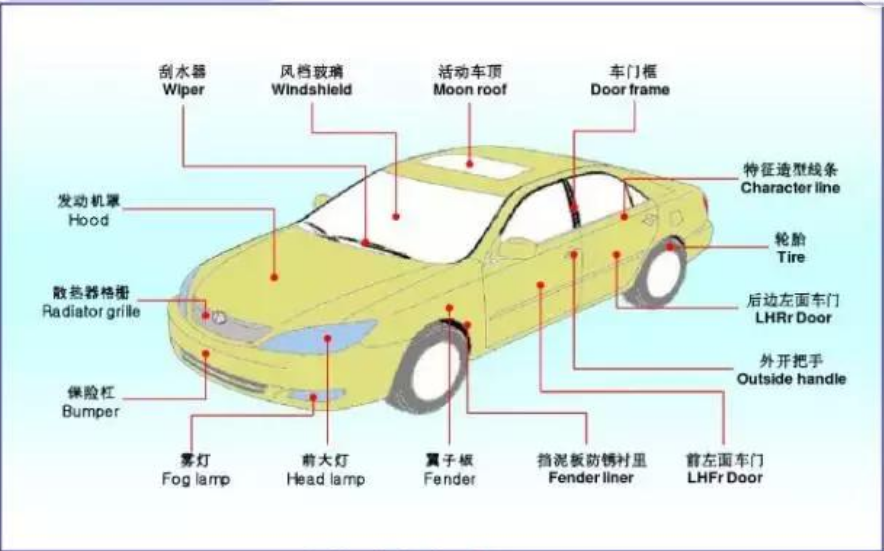 刮水器
Wiper
风档玻璃
Windshield
活动车顶
Moon roof
车门框
Door frame
特征造型线条
Character line
发动机罩
Hood
轮胎
Tire
散热器格栅
Radiator grille
后边左面车门
LHRr Door
外开把手
Outside handle
保险杠
Bumper
雾灯
Fog lamp
前大灯
Head lamp
翼子板
Fender
挡泥板防锈衬里
Fender liner
前左面车门
LHFr Door